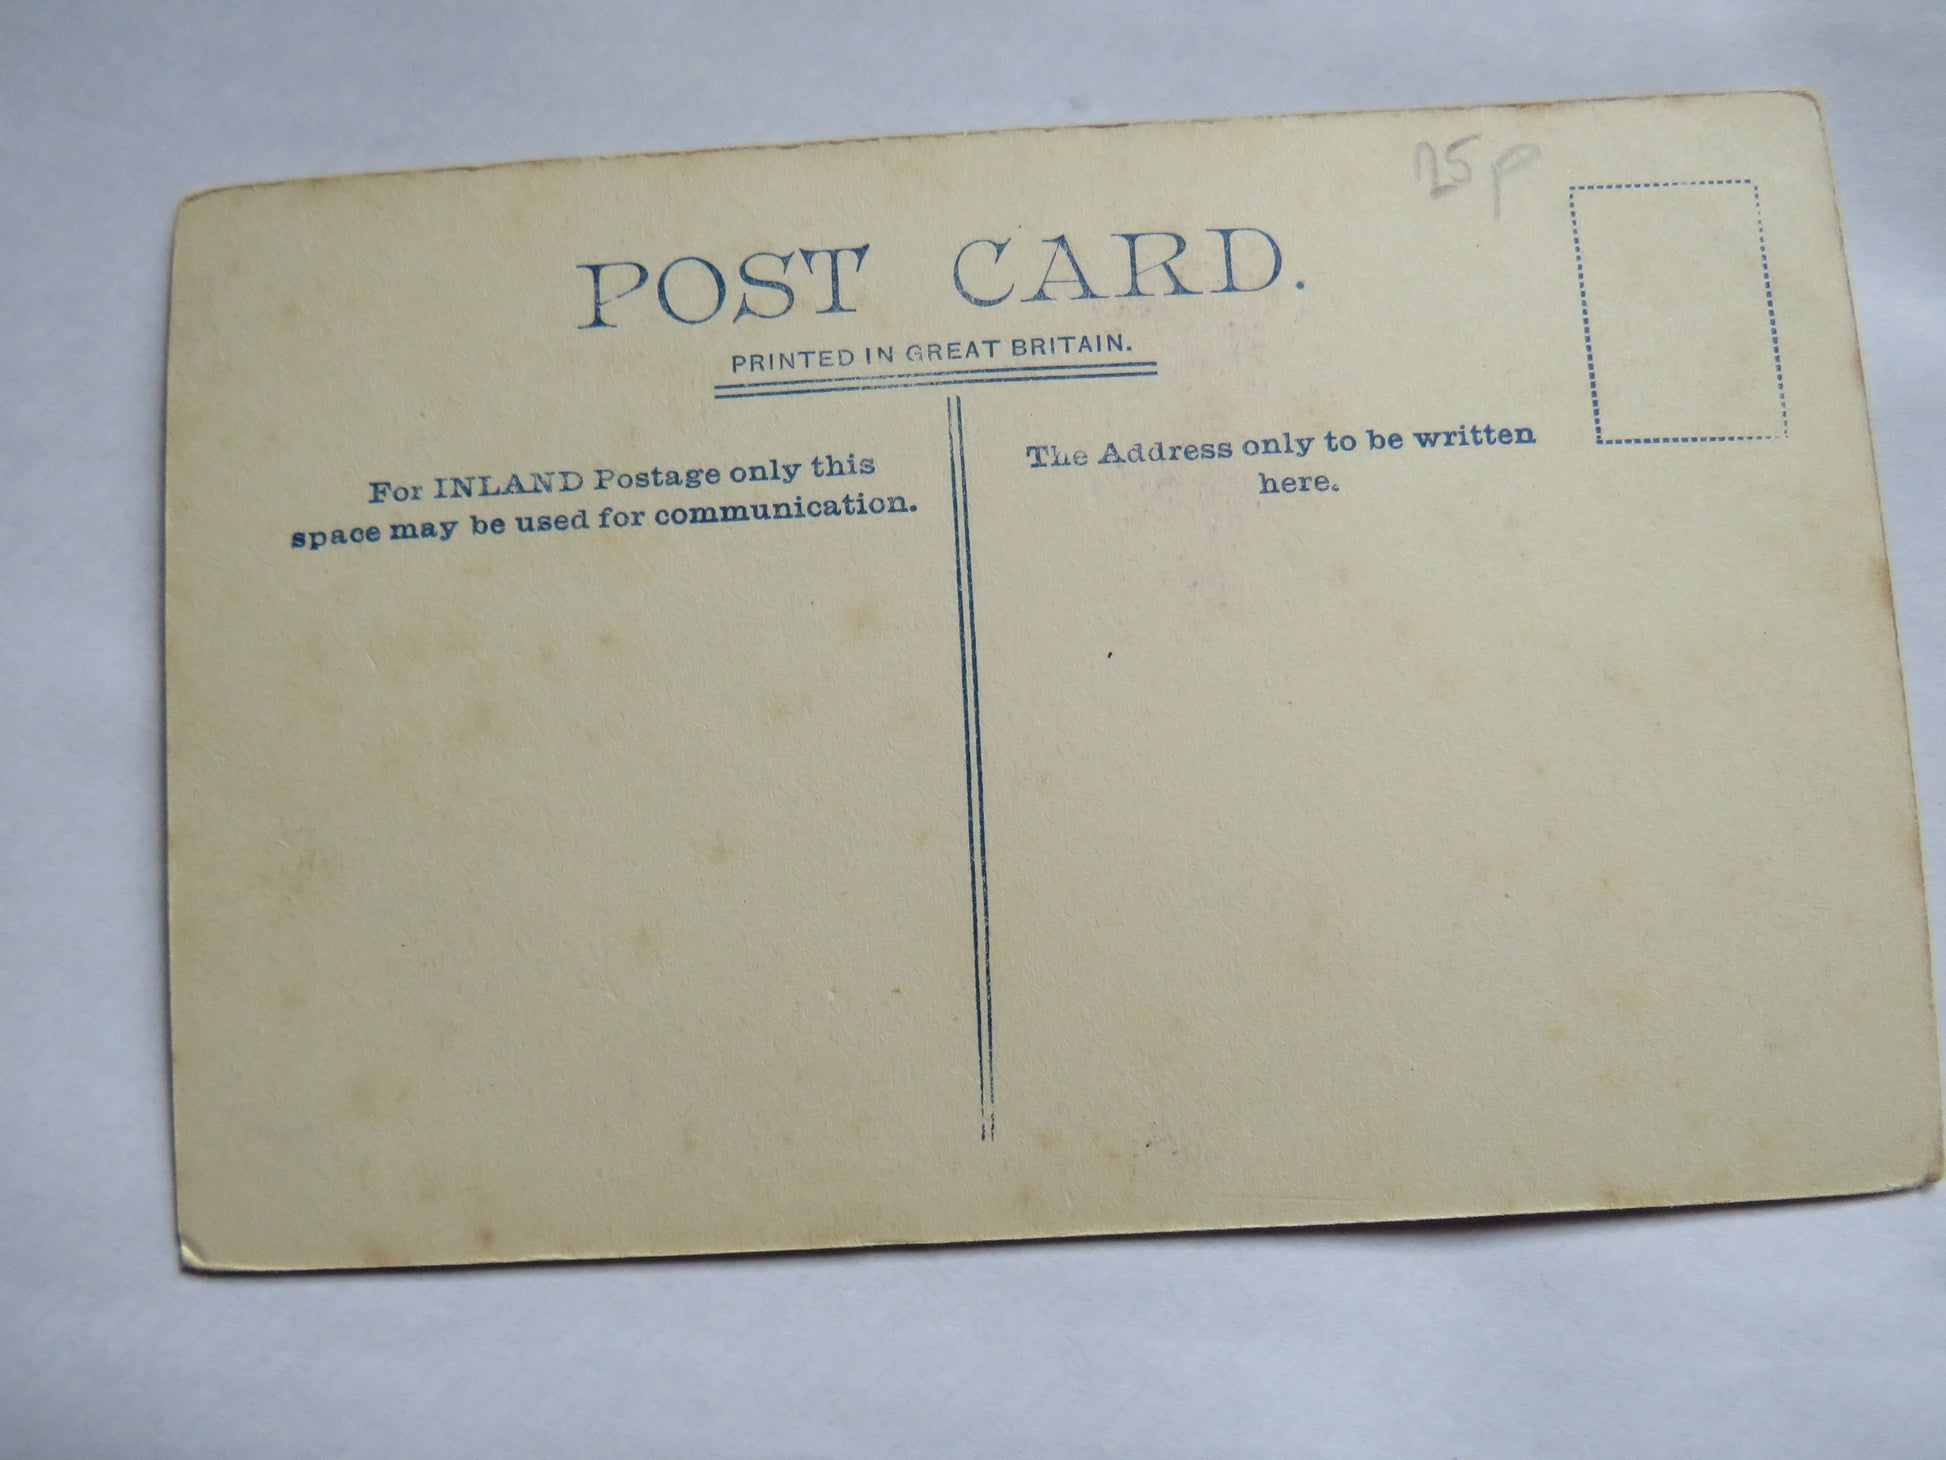 25p
POST CARD.
PRINTED IN GREAT BRITAIN.
For INLAND Postage only this
space may be used for communication.
The Address only to be written
here.